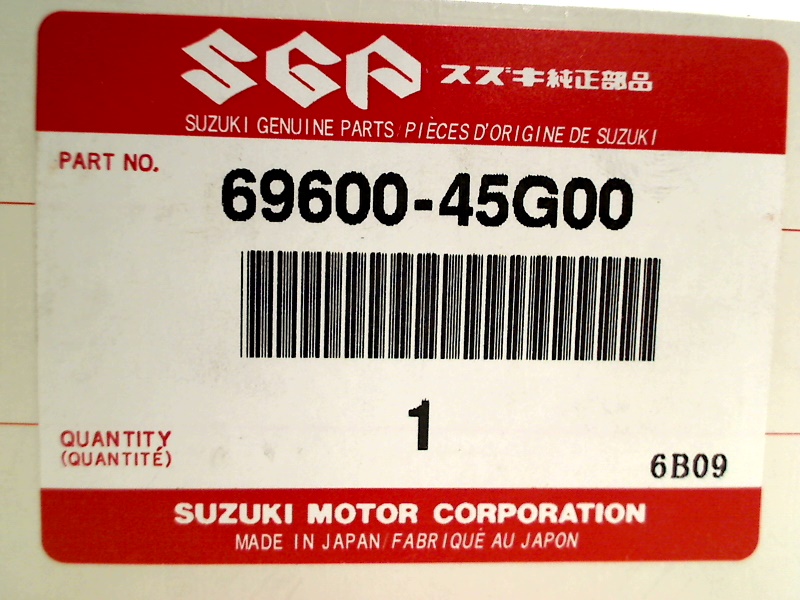 SGP スズキ純正部品
SUZUKI GENUINE PARTS / PIÈCES D'ORIGINE DE SUZUKI
PART NO.
69600-45G00
1
QUANTITY
(QUANTITÉ)
6B09
SUZUKI MOTOR CORPORATION
MADE IN JAPAN / FABRIQUÉ AU JAPON